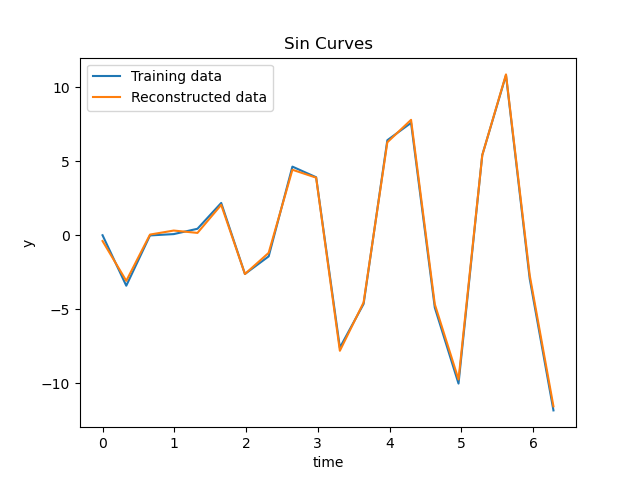 Sin Curves
Training data
Reconstructed data
10
5
0
−5
−10
y
0 1 2 3 4 5 6
time